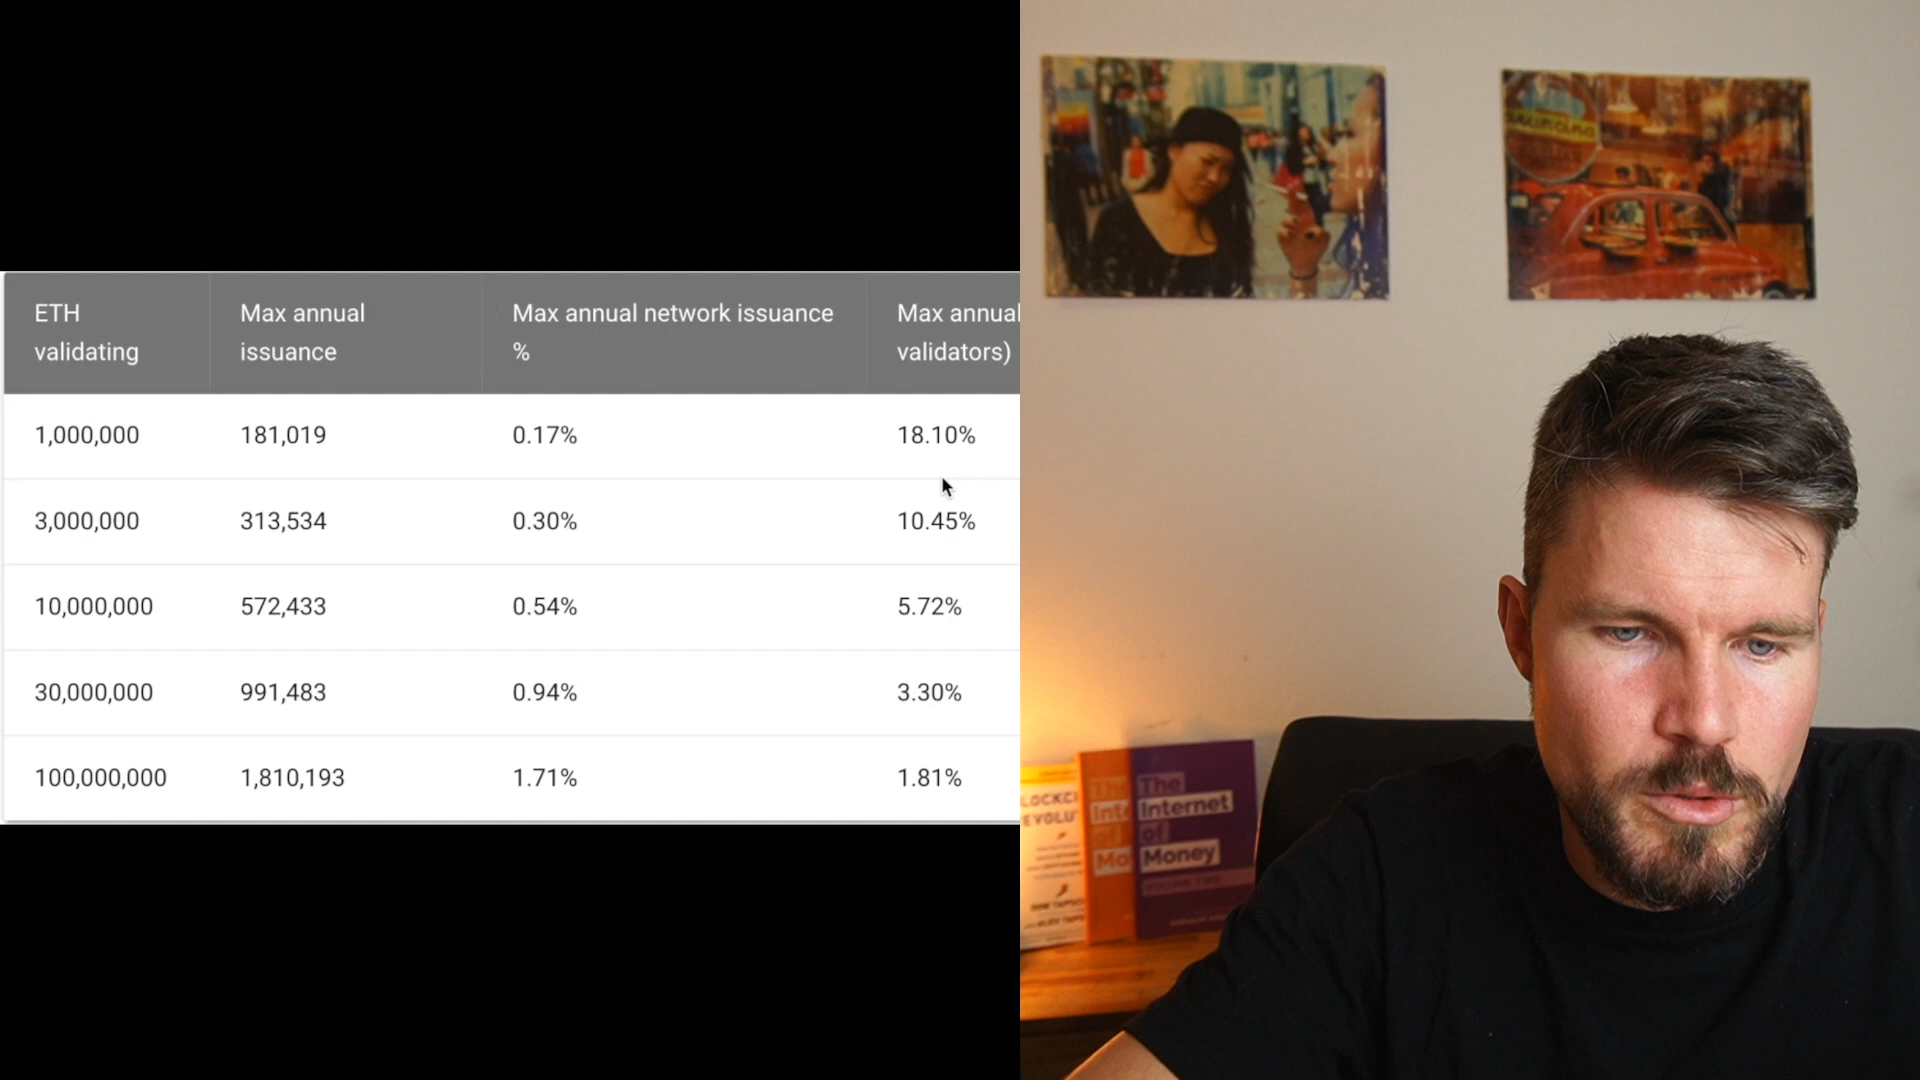 ETH validating
Max annual issuance
Max annual network issuance %
Max annual
validators)
1,000,000 181,019 0.17% 18.10%
3,000,000 313,534 0.30% 10.45%
10,000,000 572,433 0.54% 5.72%
30,000,000 991,483 0.94% 3.30%
100,000,000 1,810,193 1.71% 1.81%
The
Internet
of
Money
VOLUME TWO